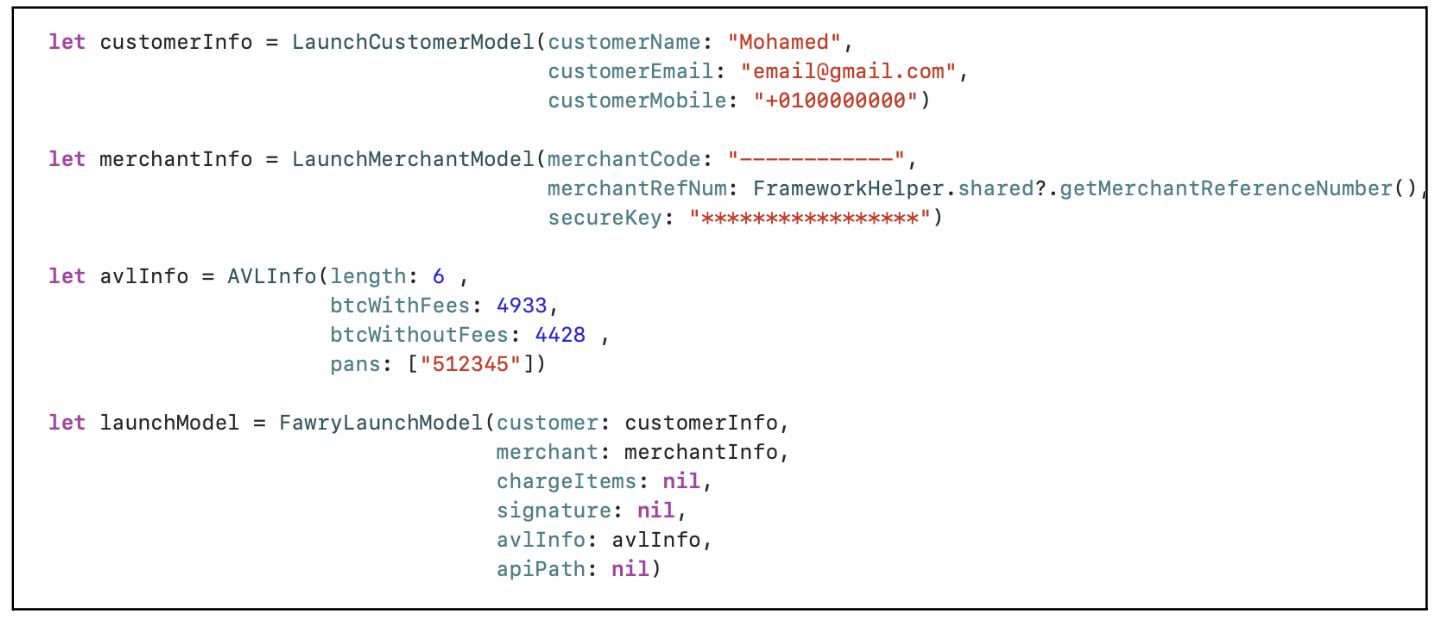 let customerInfo = LaunchCustomerModel(customerName: "Mohamed",
customerEmail: "email@gmail.com",
customerMobile: "+0100000000")
let merchantInfo = LaunchMerchantModel(merchantCode: "------------",
merchantRefNum: FrameworkHelper.shared?.getMerchantReferenceNumber(),
secureKey: "*****************")
let avlInfo = AVLInfo(length: 6 ,
btcWithFees: 4933,
btcWithoutFees: 4428 ,
pans: ["512345"])
let launchModel = FawryLaunchModel(customer: customerInfo,
merchant: merchantInfo,
chargeItems: nil,
signature: nil,
avlInfo: avlInfo,
apiPath: nil)